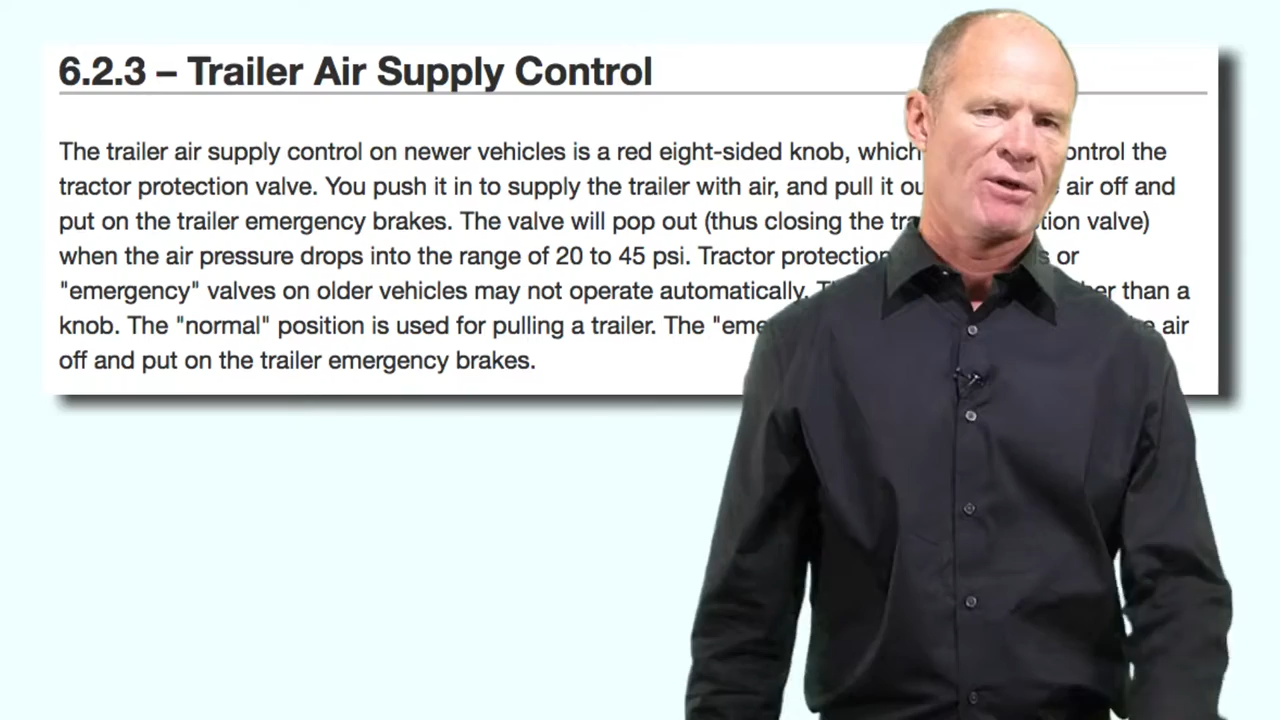 6.2.3 – Trailer Air Supply Control
The trailer air supply control on newer vehicles is a red eight-sided knob, which ontrol the
tractor protection valve. You push it in to supply the trailer with air, and pull it ou air off and
put on the trailer emergency brakes. The valve will pop out (thus closing the tra tion valve)
when the air pressure drops into the range of 20 to 45 psi. Tractor protection s or
"emergency" valves on older vehicles may not operate automatically. T her than a
knob. The "normal" position is used for pulling a trailer. The "eme e air
off and put on the trailer emergency brakes.